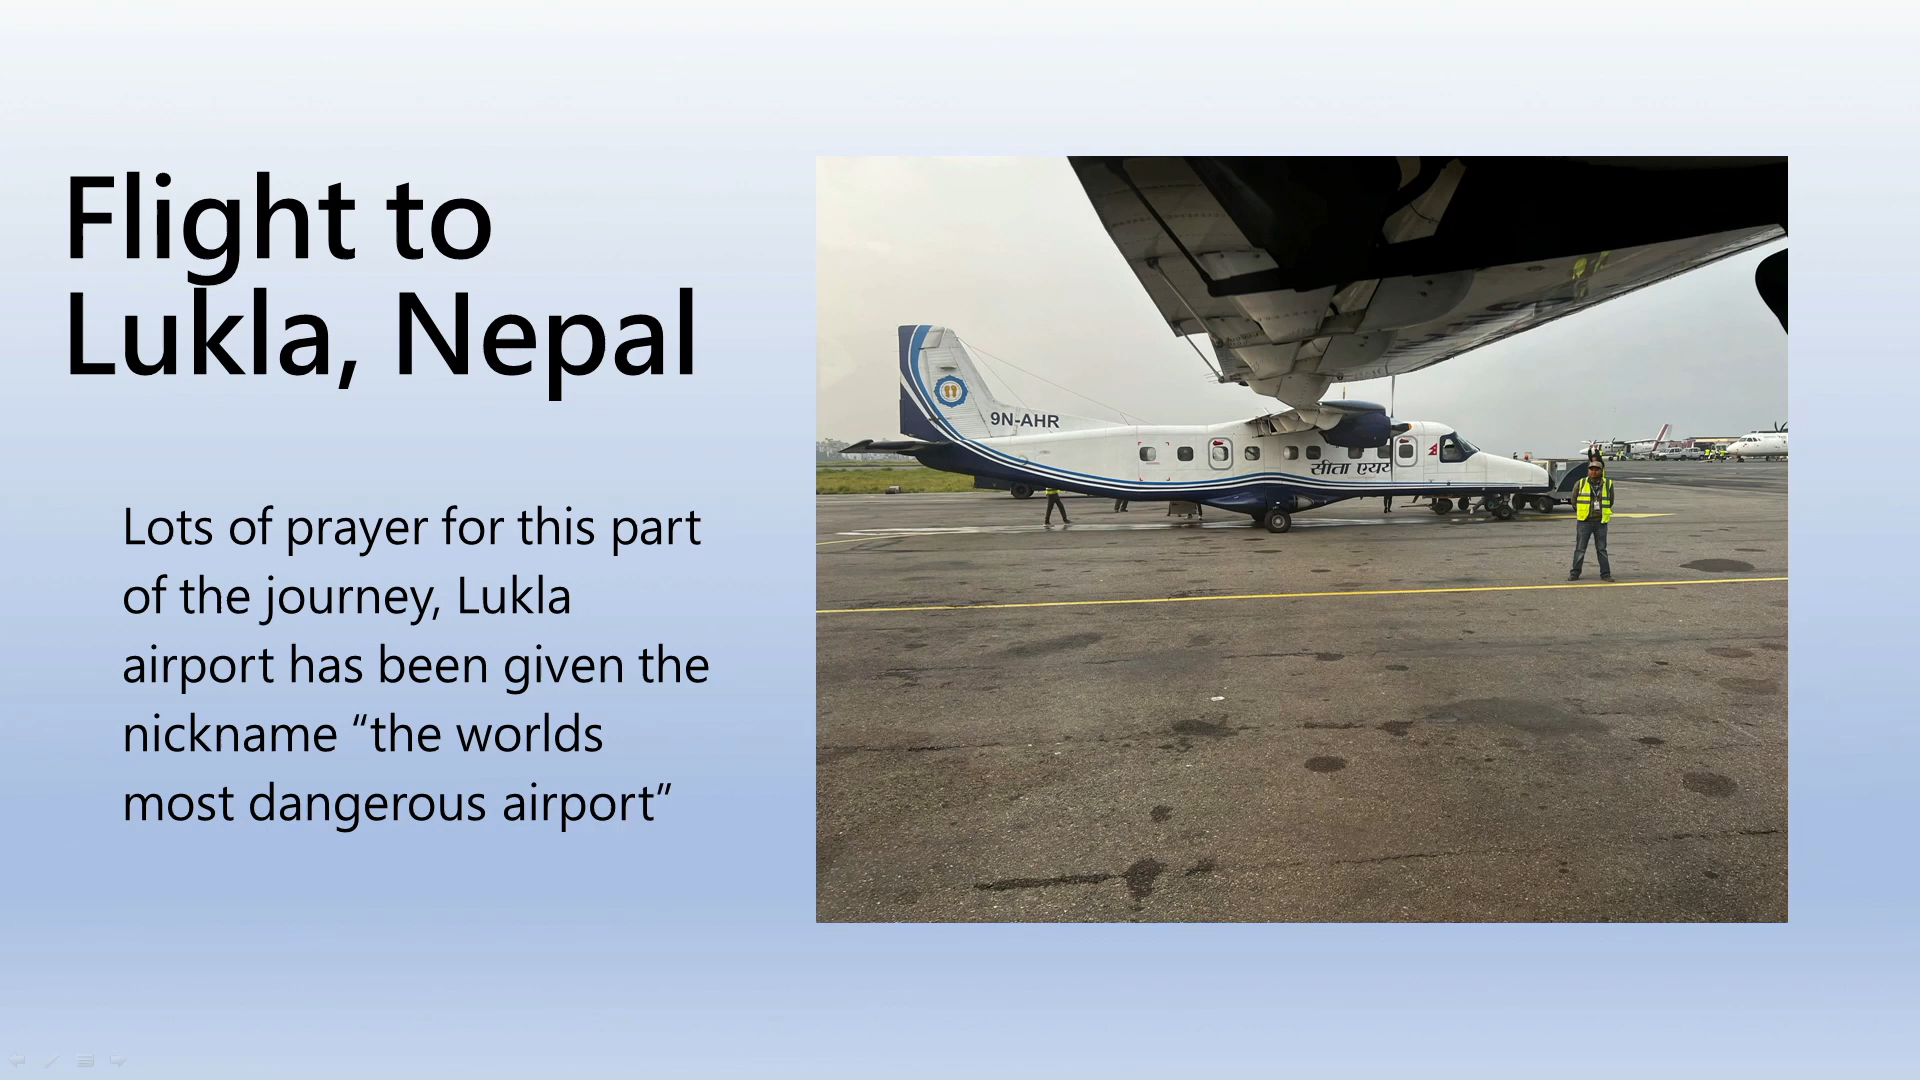 Flight to
Lukla, Nepal
Lots of prayer for this part
of the journey, Lukla
airport has been given the
nickname “the worlds
most dangerous airport”
9N-AHR
सीता एयर